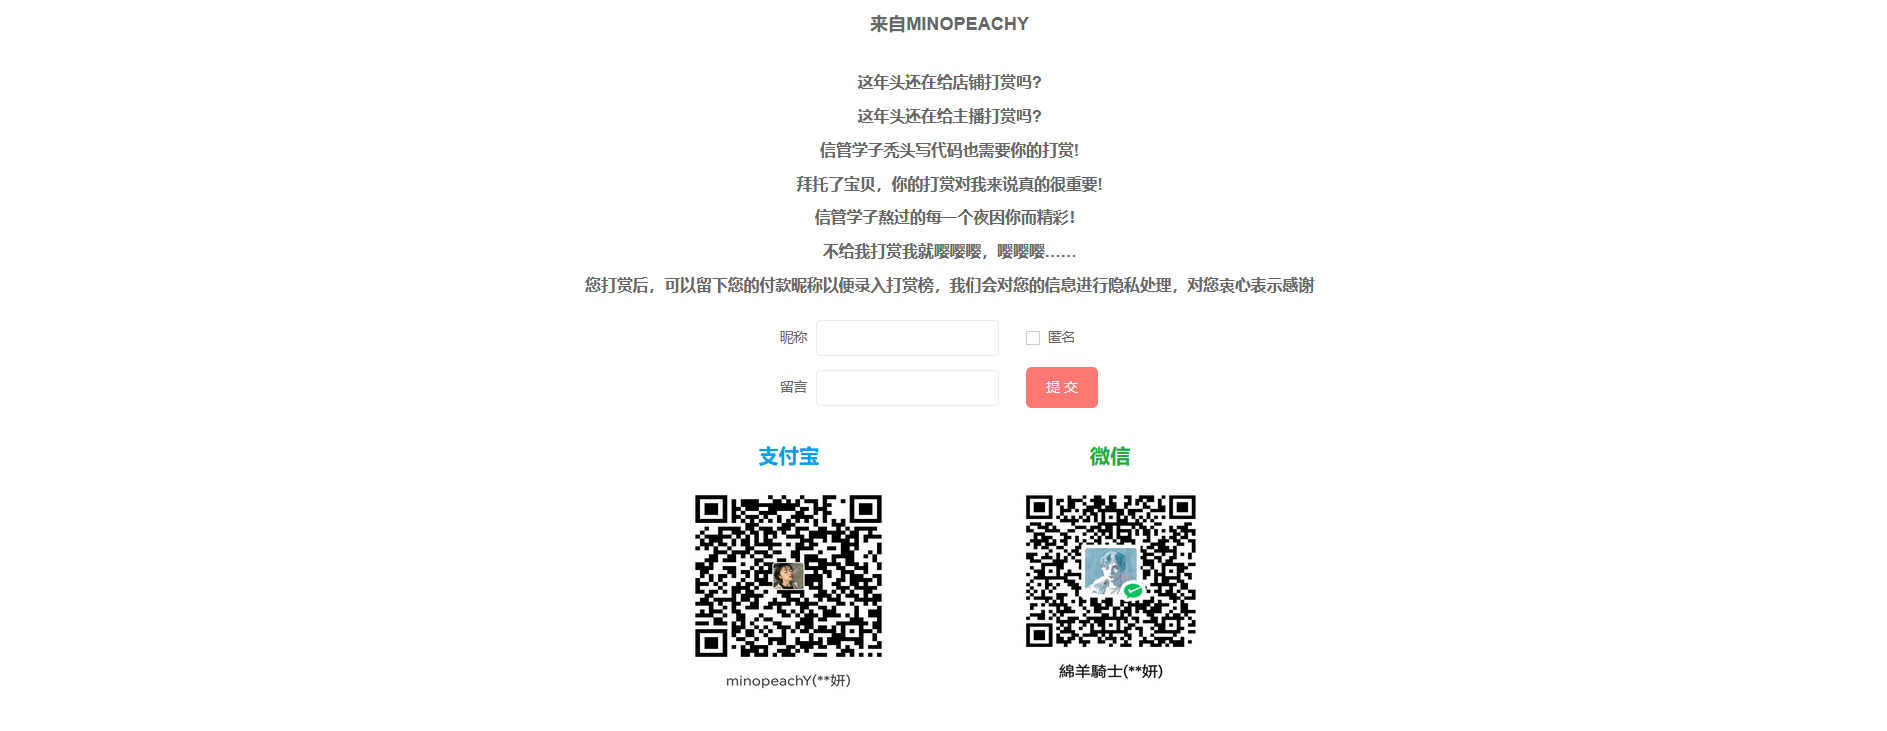 来自MINOPEACHY
这年头还在给店铺打赏吗?
这年头还在给主播打赏吗?
信管学子秃头写代码也需要你的打赏!
拜托了宝贝，你的打赏对我来说真的很重要!
信管学子熬过的每一个夜因你而精彩!
不给我打赏我就嘤嘤嘤，嘤嘤嘤……
您打赏后，可以留下您的付款昵称以便录入打赏榜，我们会对您的信息进行隐私处理，对您衷心表示感谢
昵称 匿名
留言 提 交
支付宝 微信
minopeachY(**妍)
綿羊騎士(**妍)